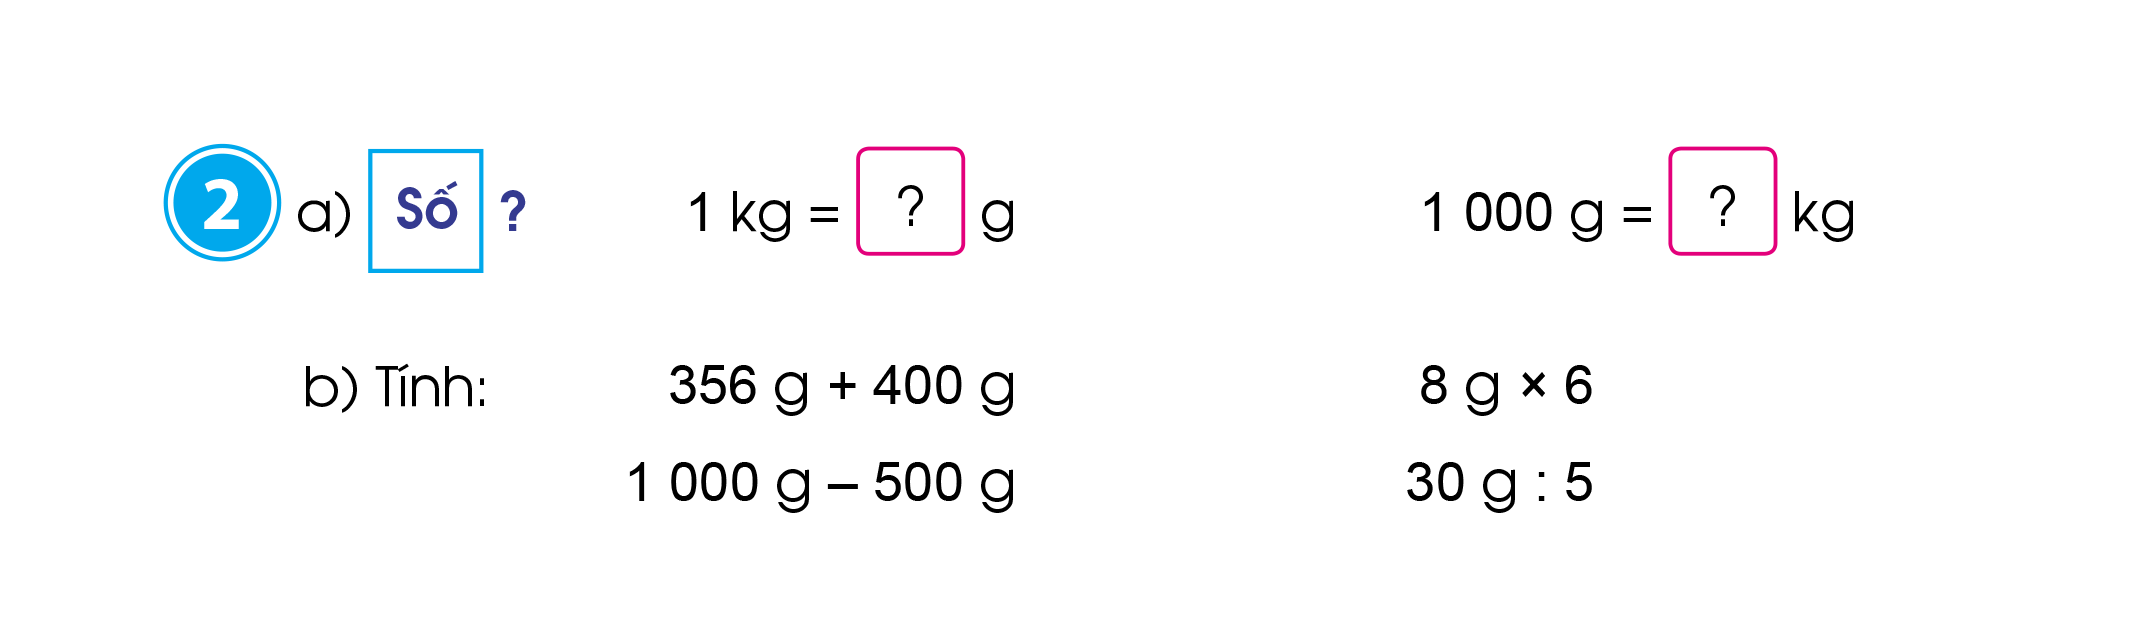 2 a) Số ? 1 kg = ? g 1 000 g = ? kg
b) Tính: 356 g + 400 g 8 g × 6
1 000 g – 500 g 30 g : 5